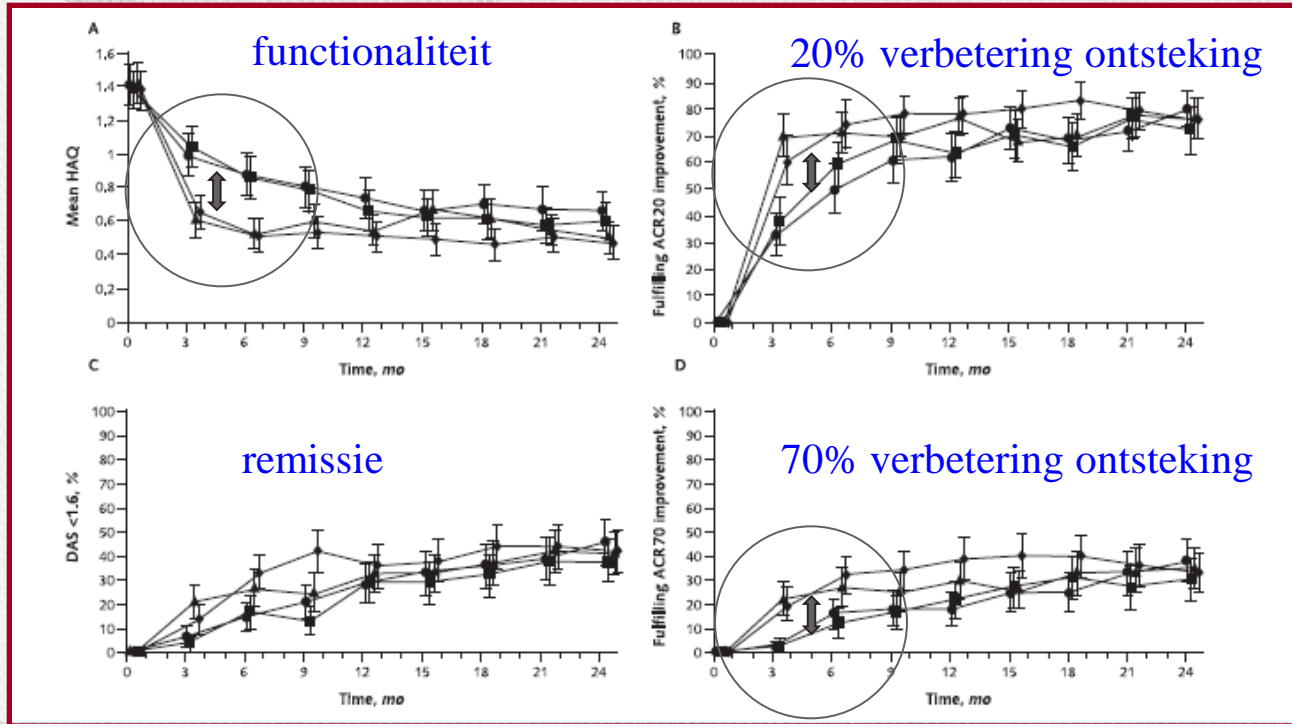 A
functionaliteit
1,6
1,4
1,2
1
0,8
0,6
0,4
0,2
0
Mean HAQ
0 3 6 9 12 15 18 21 24
Time, mo
B
20% verbetering ontsteking
100
90
80
70
60
50
40
30
20
10
0
Fulfilling ACR20 improvement, %
0 3 6 9 12 15 18 21 24
Time, mo
C
remissie
100
90
80
70
60
50
40
30
20
10
0
DAS <1.6, %
0 3 6 9 12 15 18 21 24
Time, mo
D
70% verbetering ontsteking
100
90
80
70
60
50
40
30
20
10
0
Fulfilling ACR70 improvement, %
0 3 6 9 12 15 18 21 24
Time, mo